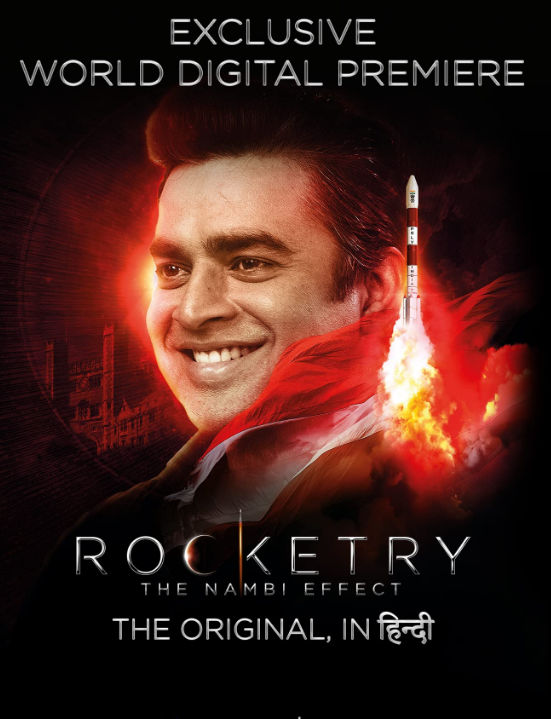 EXCLUSIVE
WORLD DIGITAL PREMIERE
ROCKETRY
THE NAMBI EFFECT
THE ORIGINAL, IN हिन्दी